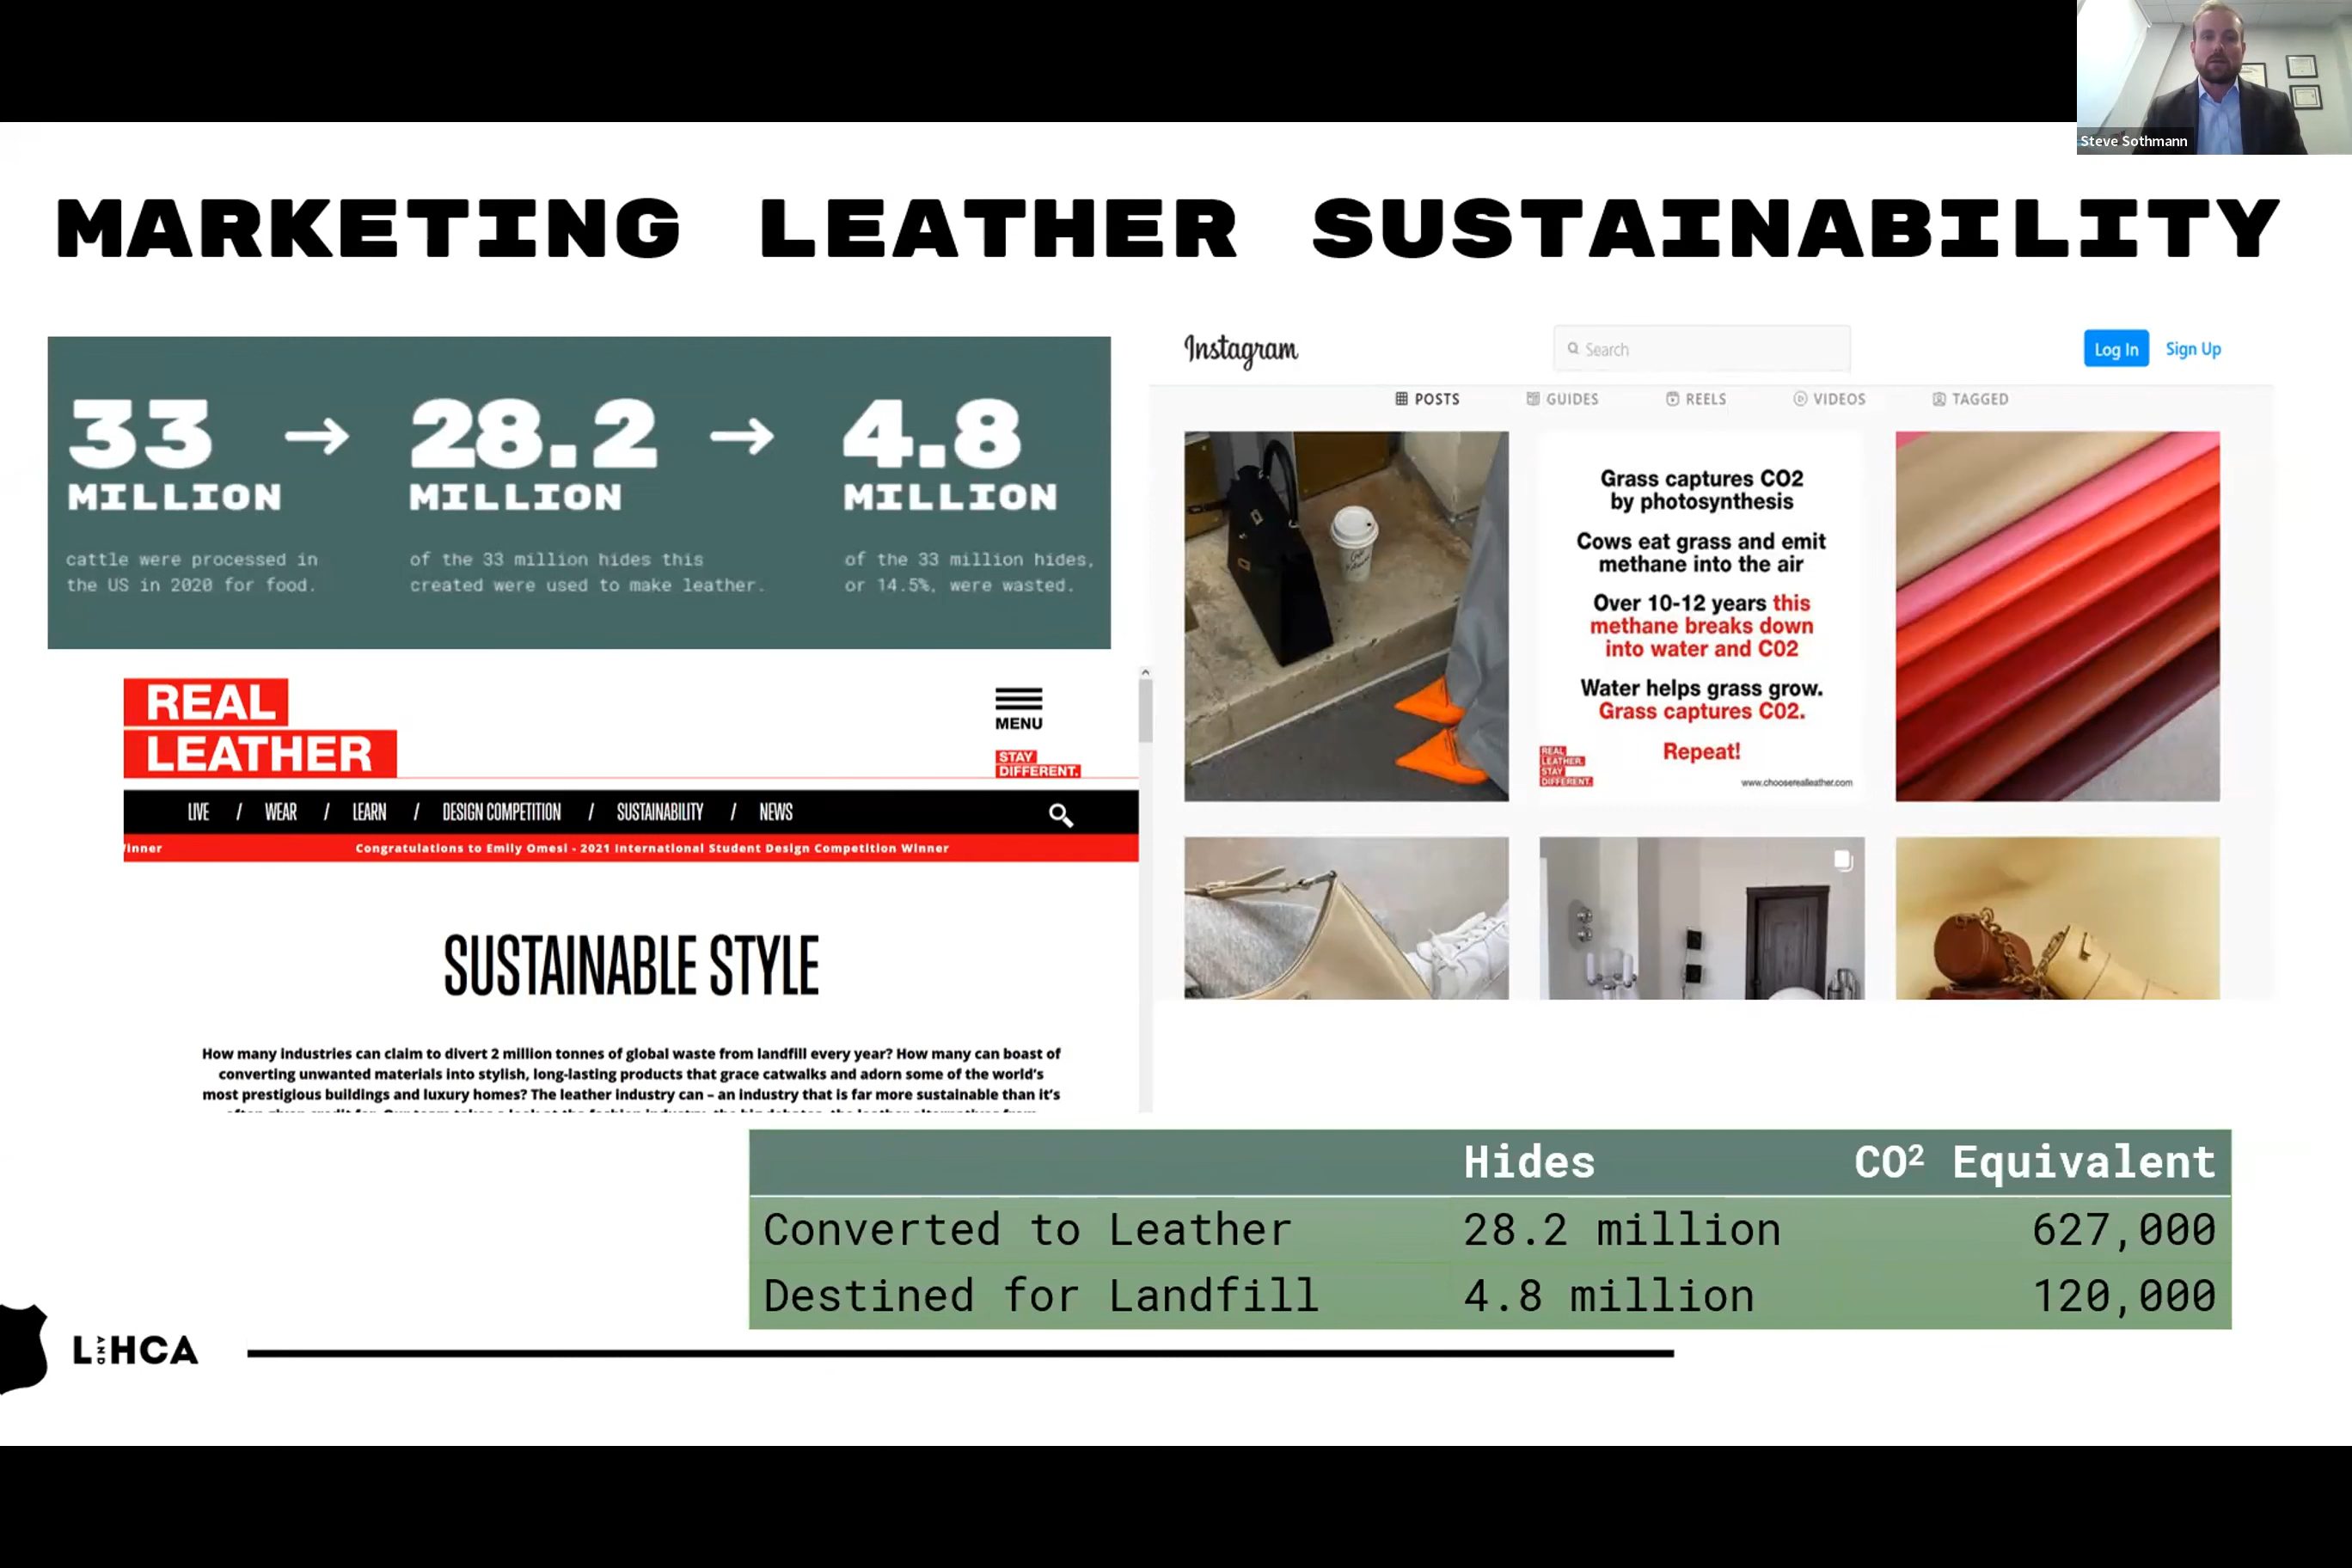 Steve Sothmann
MARKETING LEATHER SUSTAINABILITY
33
MILLION
cattle were processed in
the US in 2020 for food.
→
28.2
MILLION
of the 33 million hides this
created were used to make leather.
→
4.8
MILLION
of the 33 million hides,
or 14.5%, were wasted.
REAL
LEATHER
MENU
STAY
DIFFERENT.
LIVE / WEAR / LEARN / DESIGN COMPETITION / SUSTAINABILITY / NEWS
Congratulations to Emily Omesi - 2021 International Student Design Competition Winner
SUSTAINABLE STYLE
How many industries can claim to divert 2 million tonnes of global waste from landfill every year? How many can boast of
converting unwanted materials into stylish, long-lasting products that grace catwalks and adorn some of the world's
most prestigious buildings and luxury homes? The leather industry can – an industry that is far more sustainable than it's
Instagram
Search
Log In
Sign Up
POSTS
GUIDES
REELS
VIDEOS
TAGGED
Grass captures CO2
by photosynthesis
Cows eat grass and emit
methane into the air
Over 10-12 years this
methane breaks down
into water and C02
Water helps grass grow.
Grass captures C02.
Repeat!
REAL
LEATHER.
STAY
DIFFERENT.
www.chooserealleather.com
Hides CO² Equivalent
Converted to Leather 28.2 million 627,000
Destined for Landfill 4.8 million 120,000
L AND HCA